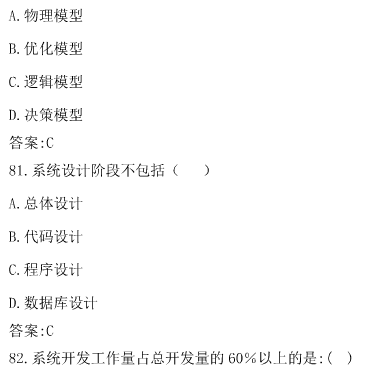 A.物理模型
B.优化模型
C.逻辑模型
D.决策模型
答案:C
81.系统设计阶段不包括（ ）
A.总体设计
B.代码设计
C.程序设计
D.数据库设计
答案:C
82.系统开发工作量占总开发量的60%以上的是:( )